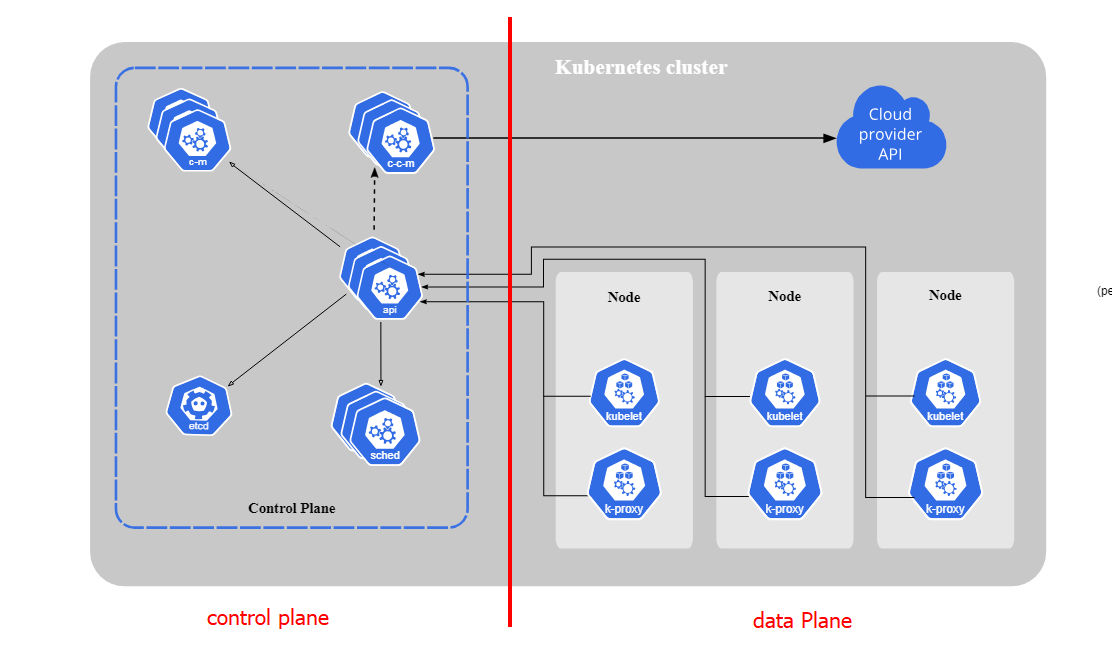 Kubernetes cluster
c-m
c-c-m
Cloud
provider
API
api
etcd
sched
Control Plane
Node
kubelet
k-proxy
Node
kubelet
k-proxy
Node
kubelet
k-proxy
(pe
control plane
data Plane